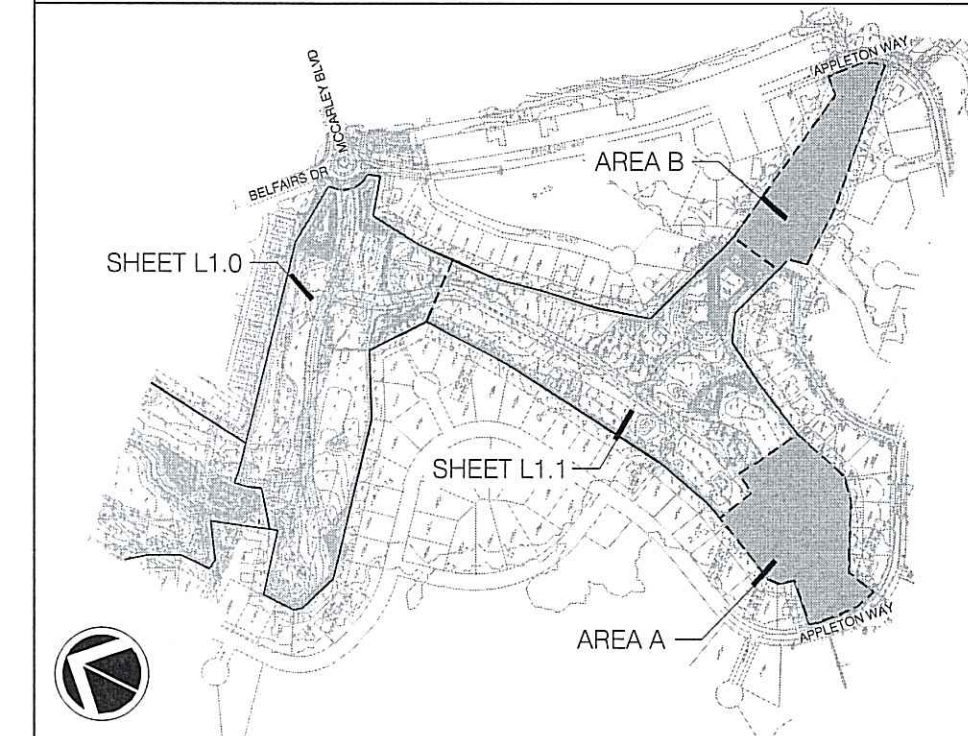 MCCARLEY BLVD
APPLETON WAY
BELFAIRS DR
AREA B
SHEET L1.0
SHEET L1.1
AREA A
APPLETON WAY